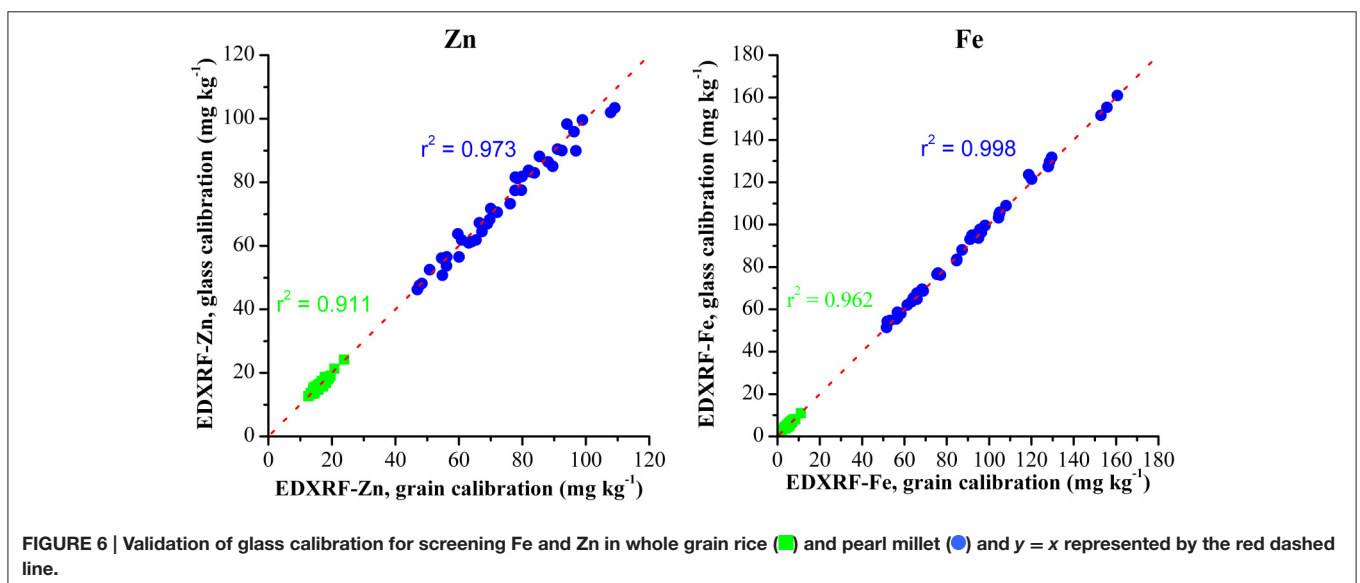 Zn
120
100
80
60
40
20
0
0 20 40 60 80 100 120
EDXRF-Zn, glass calibration (mg kg⁻¹)
EDXRF-Zn, grain calibration (mg kg⁻¹)
r² = 0.973
r² = 0.911
Fe
180
160
140
120
100
80
60
40
20
0
0 20 40 60 80 100 120 140 160 180
EDXRF-Fe, glass calibration (mg kg⁻¹)
EDXRF-Fe, grain calibration (mg kg⁻¹)
r² = 0.998
r² = 0.962
FIGURE 6 | Validation of glass calibration for screening Fe and Zn in whole grain rice (■) and pearl millet (●) and y = x represented by the red dashed
line.